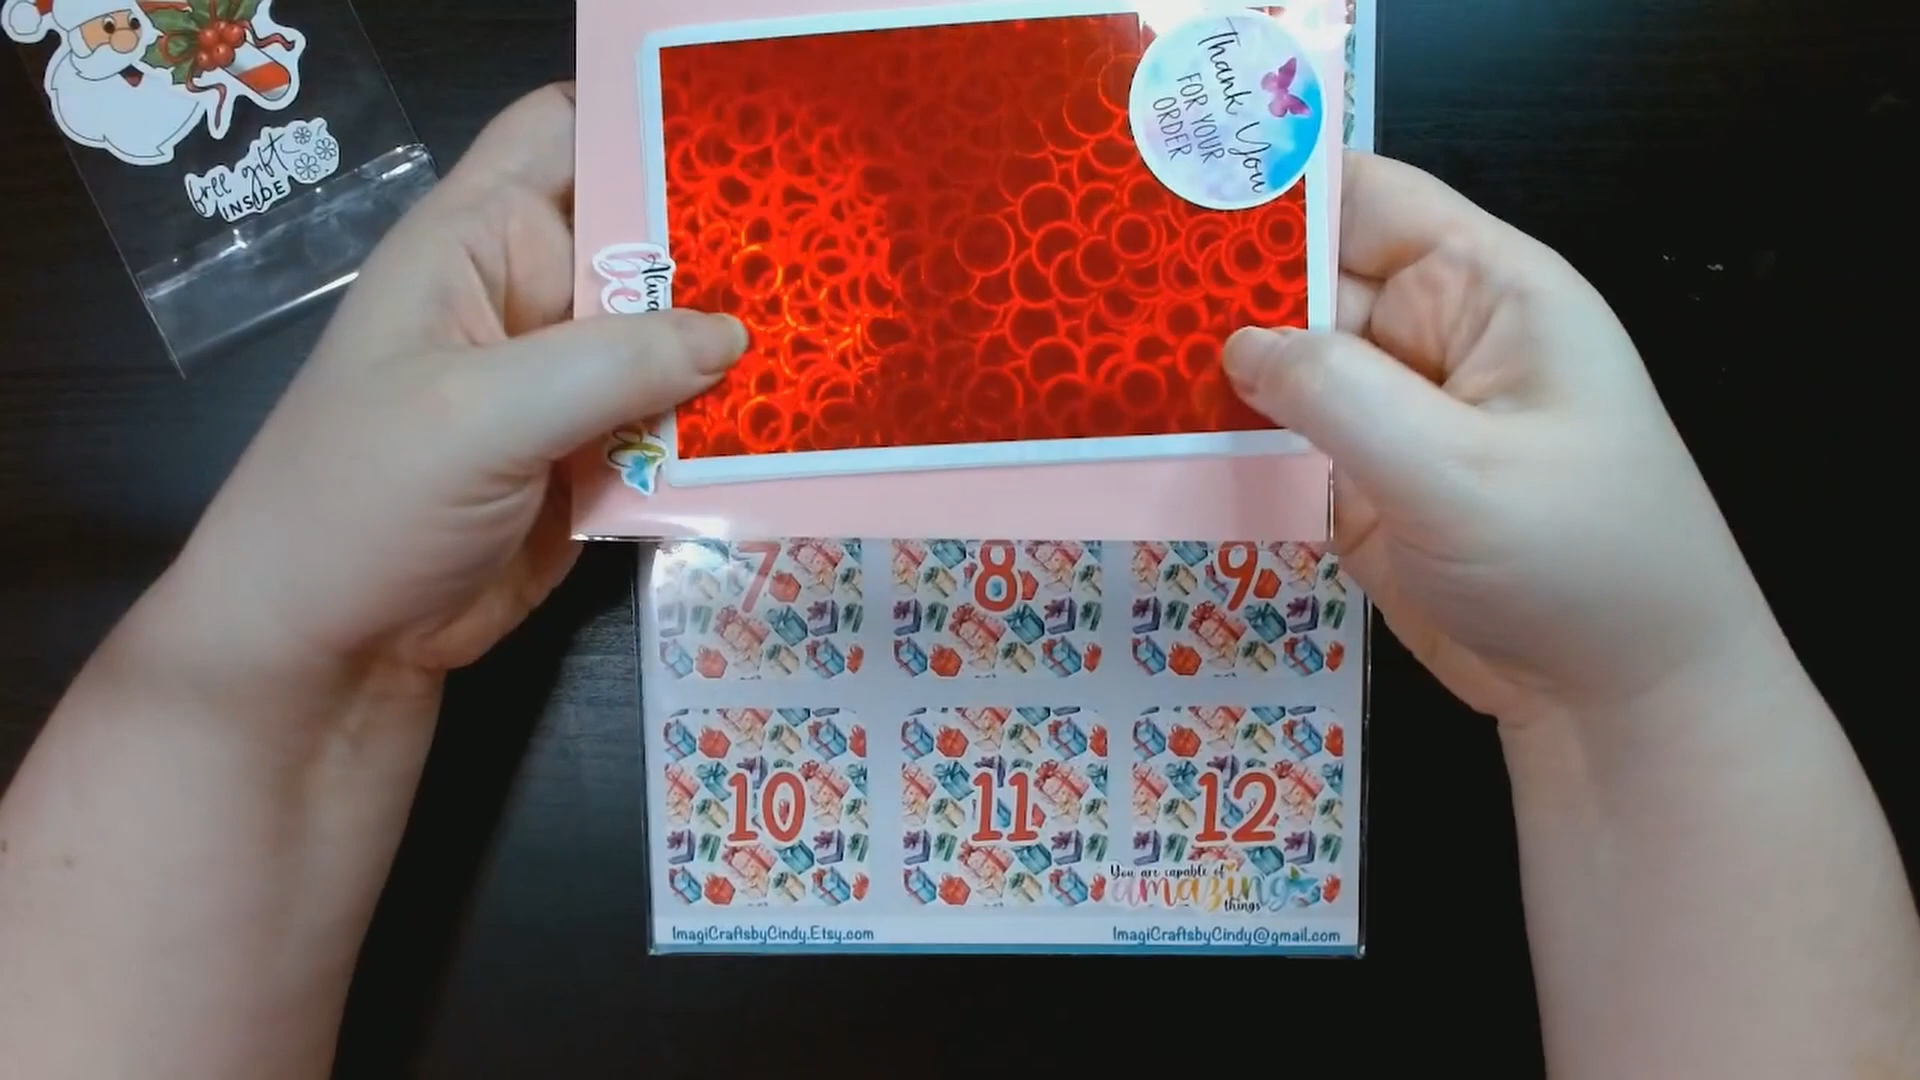 Thank You
FOR YOUR
ORDER
free gift
INSIDE
be
7
8
9
10
11
12
You are capable of
amazing
things
ImagiCraftsbyCindy.Etsy.com
ImagiCraftsbyCindy@gmail.com